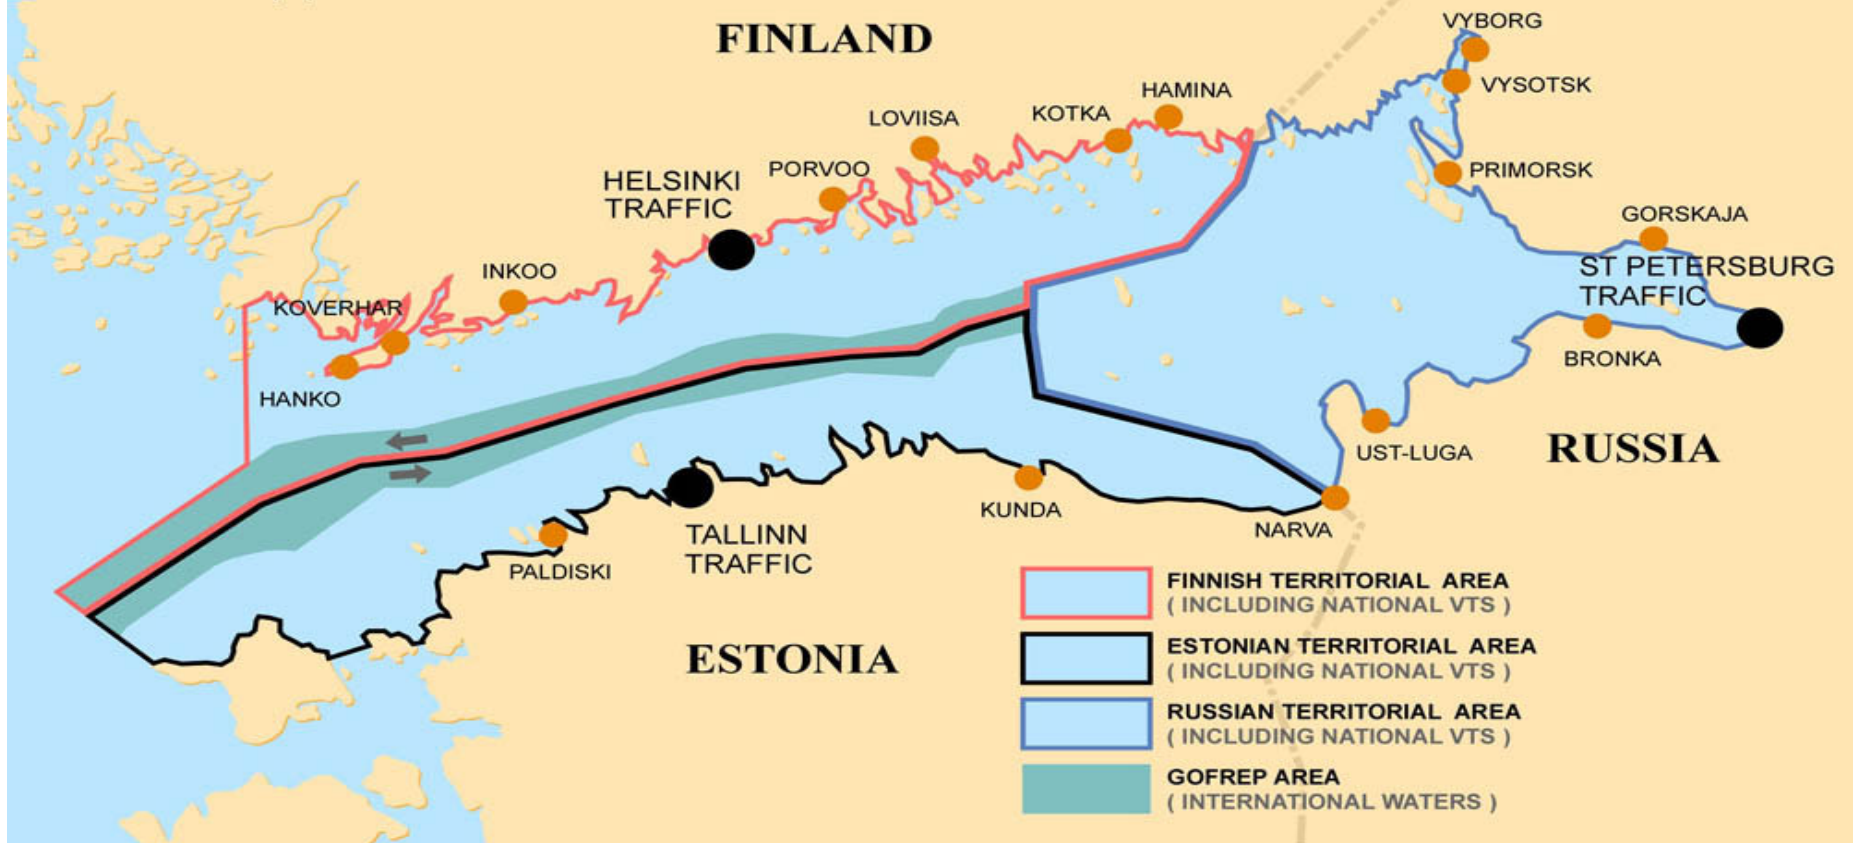 FINLAND
VYBORG
VYSOTSK
HAMINA
KOTKA
LOVIISA
PORVOO
PRIMORSK
HELSINKI
TRAFFIC
GORSKAJA
ST PETERSBURG
TRAFFIC
INKOO
KOVERHAR
BRONKA
HANKO
UST-LUGA
RUSSIA
KUNDA
NARVA
TALLINN
TRAFFIC
PALDISKI
ESTONIA
FINNISH TERRITORIAL AREA
( INCLUDING NATIONAL VTS )
ESTONIAN TERRITORIAL AREA
( INCLUDING NATIONAL VTS )
RUSSIAN TERRITORIAL AREA
( INCLUDING NATIONAL VTS )
GOFREP AREA
( INTERNATIONAL WATERS )